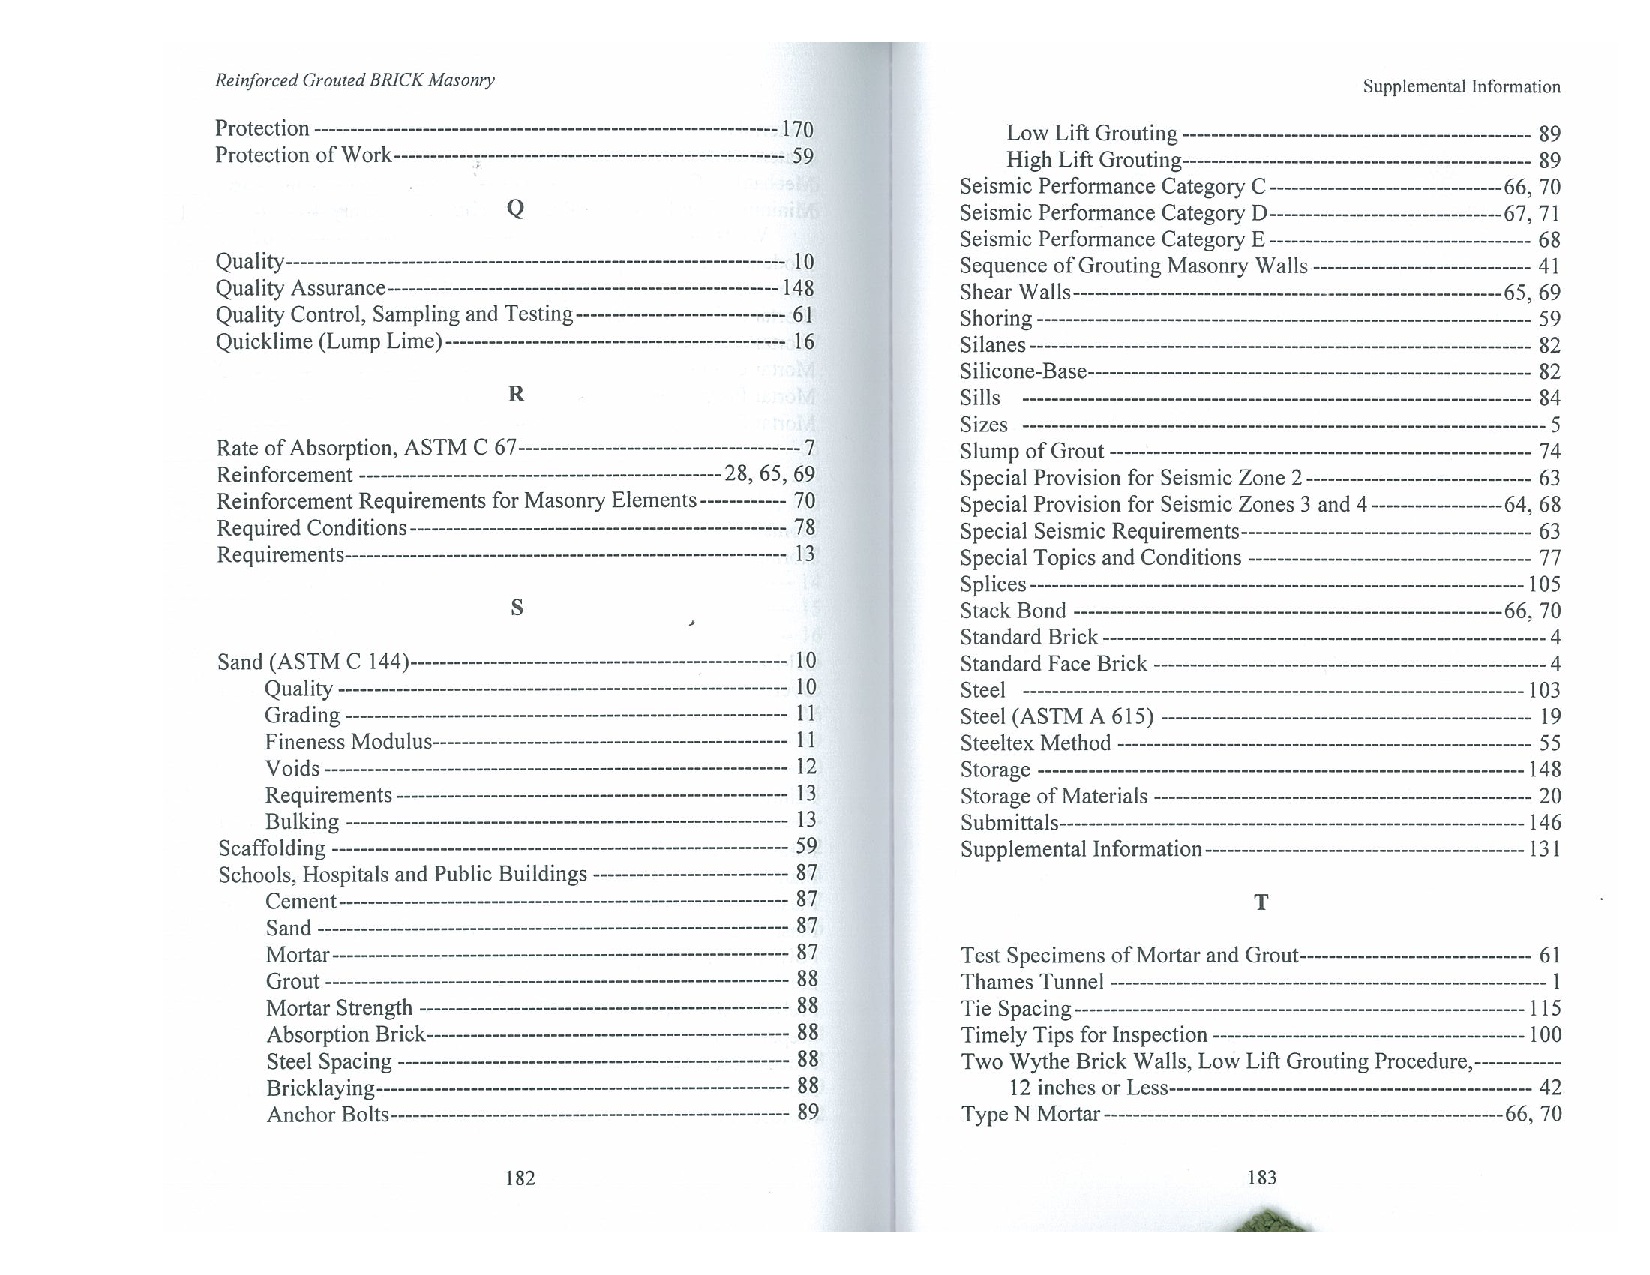 Reinforced Grouted BRICK Masonry
Protection ---------------------------------------------------------------- 170
Protection of Work------------------------------------------------------ 59
Q
Quality--------------------------------------------------------------------- 10
Quality Assurance------------------------------------------------------ 148
Quality Control, Sampling and Testing----------------------------- 61
Quicklime (Lump Lime)----------------------------------------------- 16
R
Rate of Absorption, ASTM C 67--------------------------------------- 7
Reinforcement --------------------------------------------------28, 65, 69
Reinforcement Requirements for Masonry Elements------------ 70
Required Conditions---------------------------------------------------- 78
Requirements------------------------------------------------------------- 13
S
Sand (ASTM C 144)---------------------------------------------------- 10
Quality -------------------------------------------------------------- 10
Grading ------------------------------------------------------------- 11
Fineness Modulus------------------------------------------------- 11
Voids ---------------------------------------------------------------- 12
Requirements ------------------------------------------------------ 13
Bulking ------------------------------------------------------------- 13
Scaffolding --------------------------------------------------------------- 59
Schools, Hospitals and Public Buildings --------------------------- 87
Cement-------------------------------------------------------------- 87
Sand ----------------------------------------------------------------- 87
Mortar--------------------------------------------------------------- 87
Grout ---------------------------------------------------------------- 88
Mortar Strength --------------------------------------------------- 88
Absorption Brick-------------------------------------------------- 88
Steel Spacing ------------------------------------------------------ 88
Bricklaying--------------------------------------------------------- 88
Anchor Bolts------------------------------------------------------- 89
182
Supplemental Information
Low Lift Grouting ------------------------------------------------ 89
High Lift Grouting------------------------------------------------ 89
Seismic Performance Category C --------------------------------66, 70
Seismic Performance Category D--------------------------------67, 71
Seismic Performance Category E ------------------------------------ 68
Sequence of Grouting Masonry Walls ------------------------------ 41
Shear Walls-----------------------------------------------------------65, 69
Shoring -------------------------------------------------------------------- 59
Silanes --------------------------------------------------------------------- 82
Silicone-Base------------------------------------------------------------- 82
Sills ---------------------------------------------------------------------- 84
Sizes ------------------------------------------------------------------------ 5
Slump of Grout ---------------------------------------------------------- 74
Special Provision for Seismic Zone 2------------------------------- 63
Special Provision for Seismic Zones 3 and 4 ------------------64, 68
Special Seismic Requirements---------------------------------------- 63
Special Topics and Conditions --------------------------------------- 77
Splices -------------------------------------------------------------------- 105
Stack Bond -----------------------------------------------------------66, 70
Standard Brick ------------------------------------------------------------- 4
Standard Face Brick ------------------------------------------------------ 4
Steel --------------------------------------------------------------------- 103
Steel (ASTM A 615) --------------------------------------------------- 19
Steeltex Method --------------------------------------------------------- 55
Storage ------------------------------------------------------------------- 148
Storage of Materials ---------------------------------------------------- 20
Submittals---------------------------------------------------------------- 146
Supplemental Information-------------------------------------------- 131
T
Test Specimens of Mortar and Grout-------------------------------- 61
Thames Tunnel ------------------------------------------------------------ 1
Tie Spacing-------------------------------------------------------------- 115
Timely Tips for Inspection ------------------------------------------- 100
Two Wythe Brick Walls, Low Lift Grouting Procedure,------------
12 inches or Less-------------------------------------------------- 42
Type N Mortar -------------------------------------------------------66, 70
183